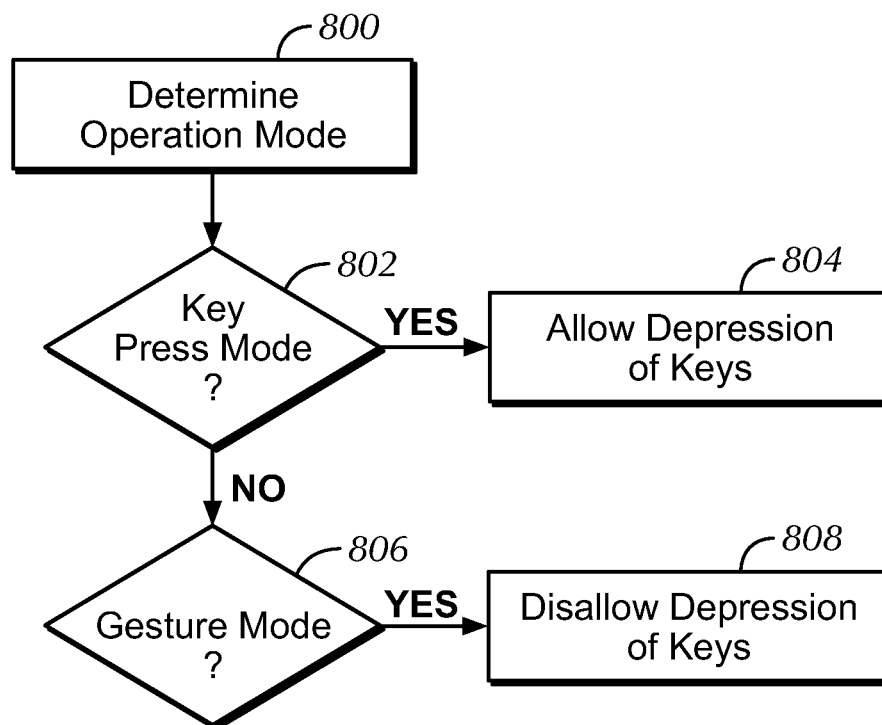 800
Determine
Operation Mode
802
Key
Press Mode
?
YES
804
Allow Depression
of Keys
NO
806
Gesture Mode
?
YES
808
Disallow Depression
of Keys